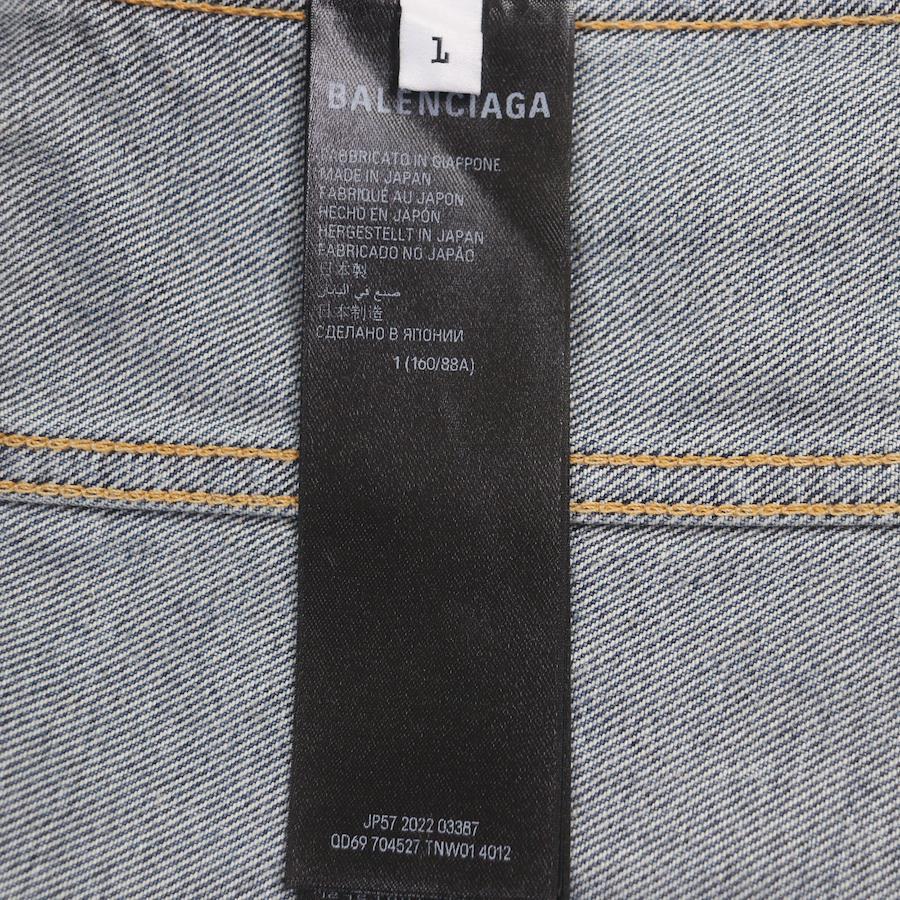 1
BALENCIAGA
FABBRICATO IN GIAPPONE
MADE IN JAPAN
FABRIQUÉ AU JAPON
HECHO EN JAPÓN
HERGESTELLT IN JAPAN
FABRICADO NO JAPÃO
日本製
صنع في اليابان
日本制造
СДЕЛАНО В ЯПОНИИ
1 (160/88A)
JP57 2022 03387
QD69 704527 TNW01 4012